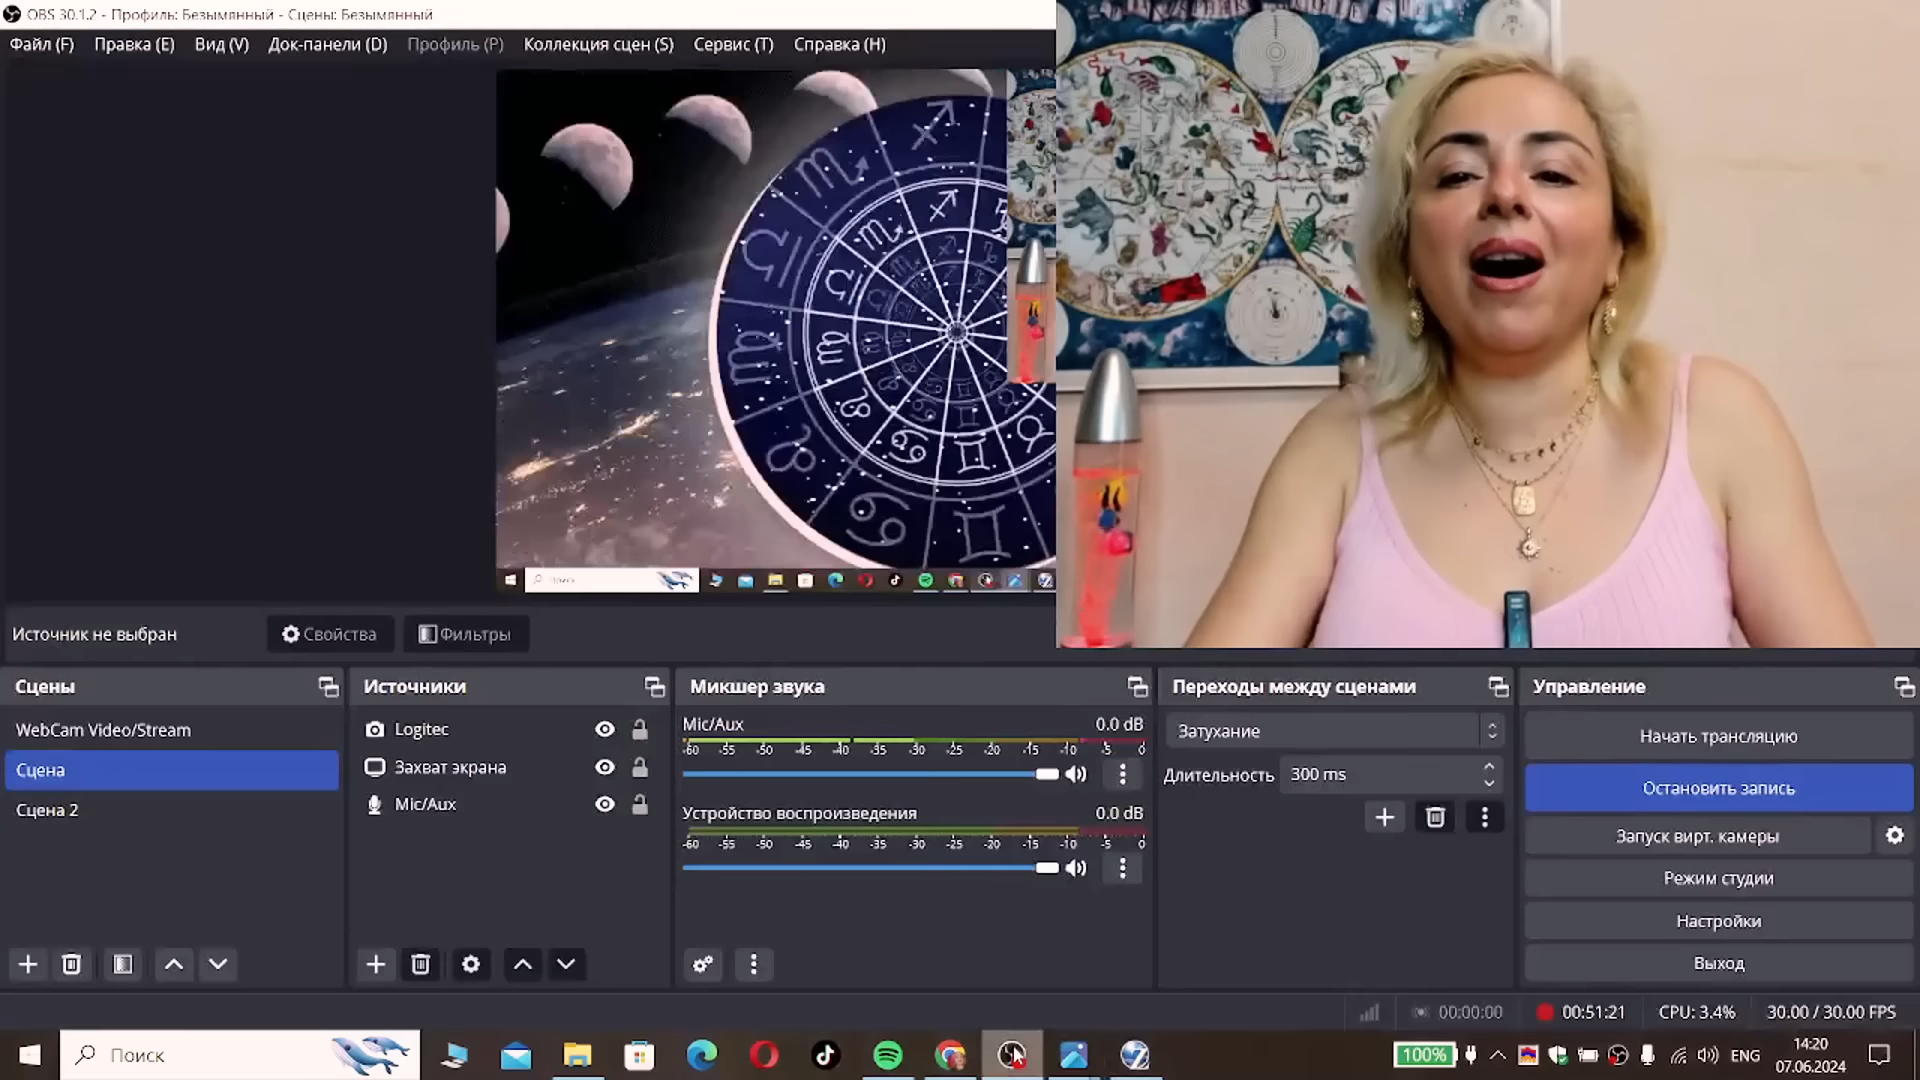 OBS 30.1.2 - Профиль: Безымянный - Сцены: Безымянный
Файл (F) Правка (E) Вид (V) Док-панели (D) Профиль (P) Коллекция сцен (S) Сервис (T) Справка (H)
Поиск
Источник не выбран Свойства Фильтры
Сцены
WebCam Video/Stream
Сцена
Сцена 2
Источники
Logitec
Захват экрана
Mic/Aux
Микшер звука
Mic/Aux 0.0 dB
-60 -55 -50 -45 -40 -35 -30 -25 -20 -15 -10 -5 0
Устройство воспроизведения 0.0 dB
-60 -55 -50 -45 -40 -35 -30 -25 -20 -15 -10 -5 0
Переходы между сценами
Затухание
Длительность 300 ms
Управление
Начать трансляцию
Остановить запись
Запуск вирт. камеры
Режим студии
Настройки
Выход
00:00:00 00:51:21 CPU: 3.4% 30.00 / 30.00 FPS
Поиск
100% ENG 14:20
07.06.2024